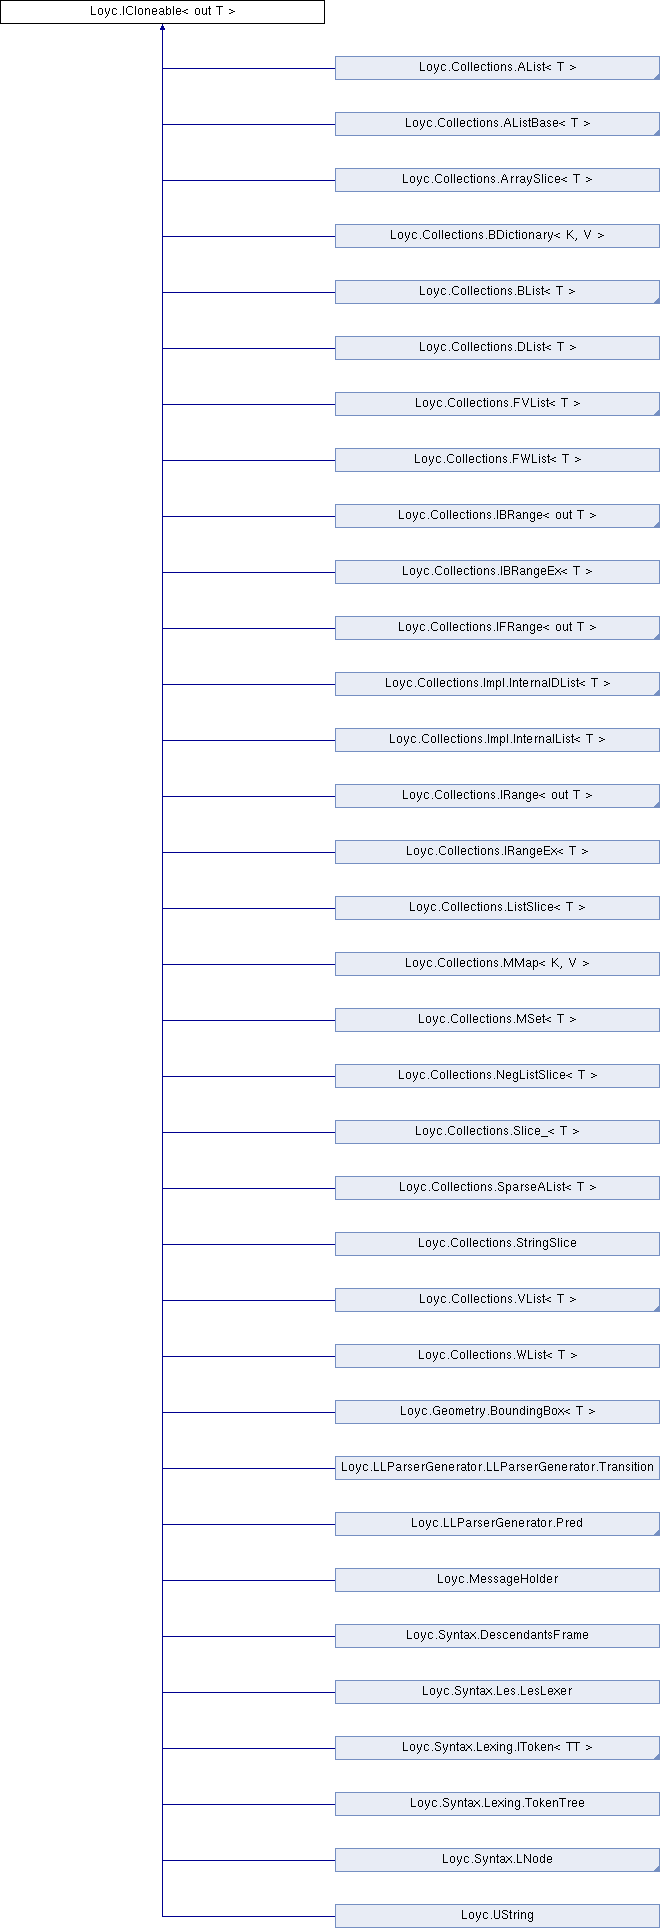 Loyc.ICloneable< out T >
Loyc.Collections.AList< T >
Loyc.Collections.AListBase< T >
Loyc.Collections.ArraySlice< T >
Loyc.Collections.BDictionary< K, V >
Loyc.Collections.BList< T >
Loyc.Collections.DList< T >
Loyc.Collections.FVList< T >
Loyc.Collections.FWList< T >
Loyc.Collections.IBRange< out T >
Loyc.Collections.IBRangeEx< T >
Loyc.Collections.IFRange< out T >
Loyc.Collections.Impl.InternalDList< T >
Loyc.Collections.Impl.InternalList< T >
Loyc.Collections.IRange< out T >
Loyc.Collections.IRangeEx< T >
Loyc.Collections.ListSlice< T >
Loyc.Collections.MMap< K, V >
Loyc.Collections.MSet< T >
Loyc.Collections.NegListSlice< T >
Loyc.Collections.Slice_< T >
Loyc.Collections.SparseAList< T >
Loyc.Collections.StringSlice
Loyc.Collections.VList< T >
Loyc.Collections.WList< T >
Loyc.Geometry.BoundingBox< T >
Loyc.LLParserGenerator.LLParserGenerator.Transition
Loyc.LLParserGenerator.Pred
Loyc.MessageHolder
Loyc.Syntax.DescendantsFrame
Loyc.Syntax.Les.LesLexer
Loyc.Syntax.Lexing.IToken< TT >
Loyc.Syntax.Lexing.TokenTree
Loyc.Syntax.LNode
Loyc.UString